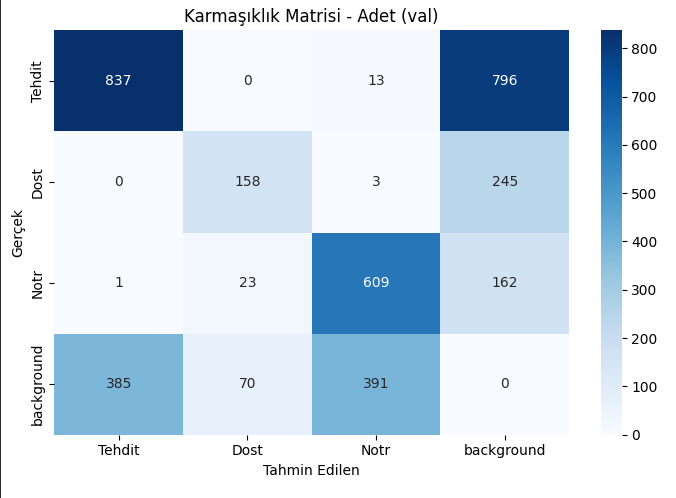 Karmaşıklık Matrisi - Adet (val)
Gerçek
Tehdit 837 0 13 796
Dost 0 158 3 245
Notr 1 23 609 162
background 385 70 391 0
Tehdit Dost Notr background
Tahmin Edilen
800
700
600
500
400
300
200
100
0